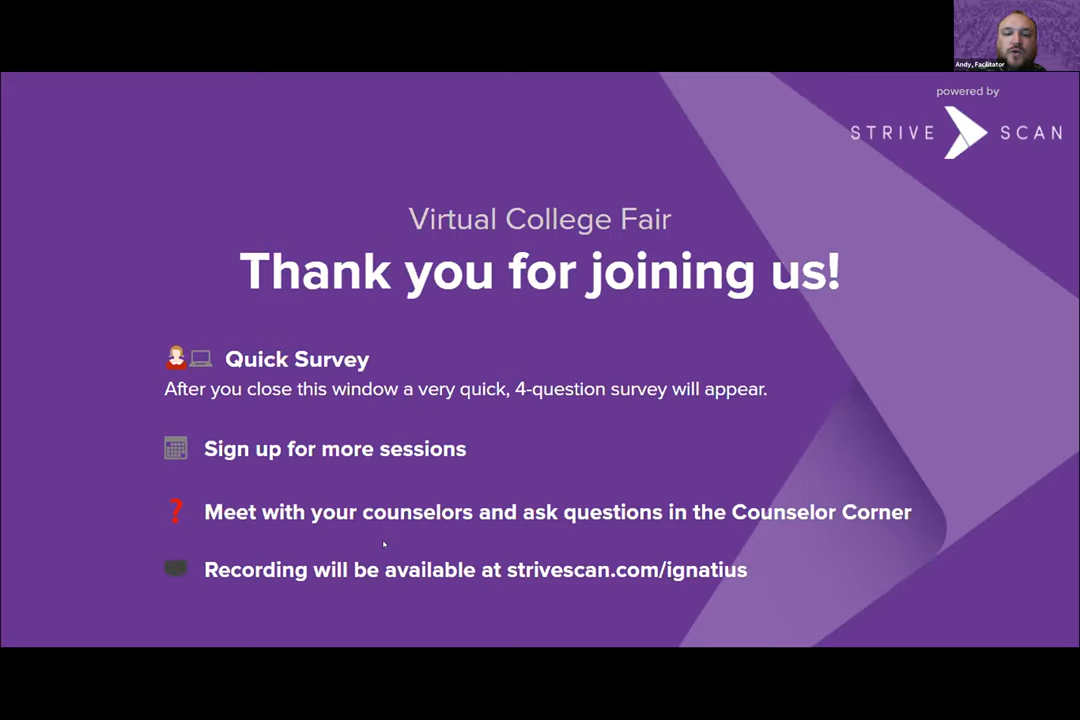 Andy, Facilitator
powered by
STRIVE SCAN
Virtual College Fair
Thank you for joining us!
Quick Survey
After you close this window a very quick, 4-question survey will appear.
Sign up for more sessions
Meet with your counselors and ask questions in the Counselor Corner
Recording will be available at strivescan.com/ignatius